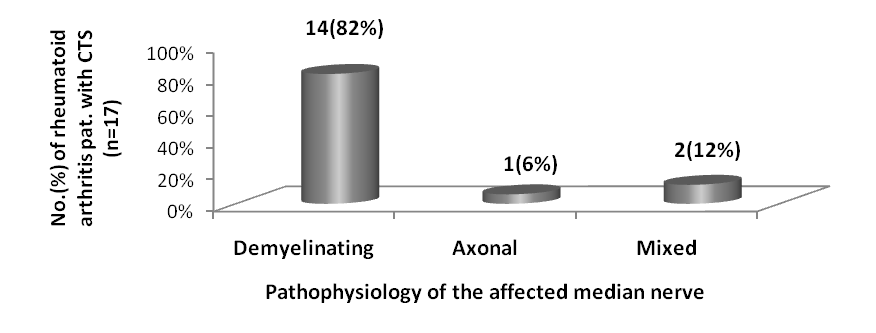 No.(%) of rheumatoid
arthritis pat. with CTS
(n=17)
100%
80%
60%
40%
20%
0%
14(82%)
1(6%)
2(12%)
Demyelinating
Axonal
Mixed
Pathophysiology of the affected median nerve